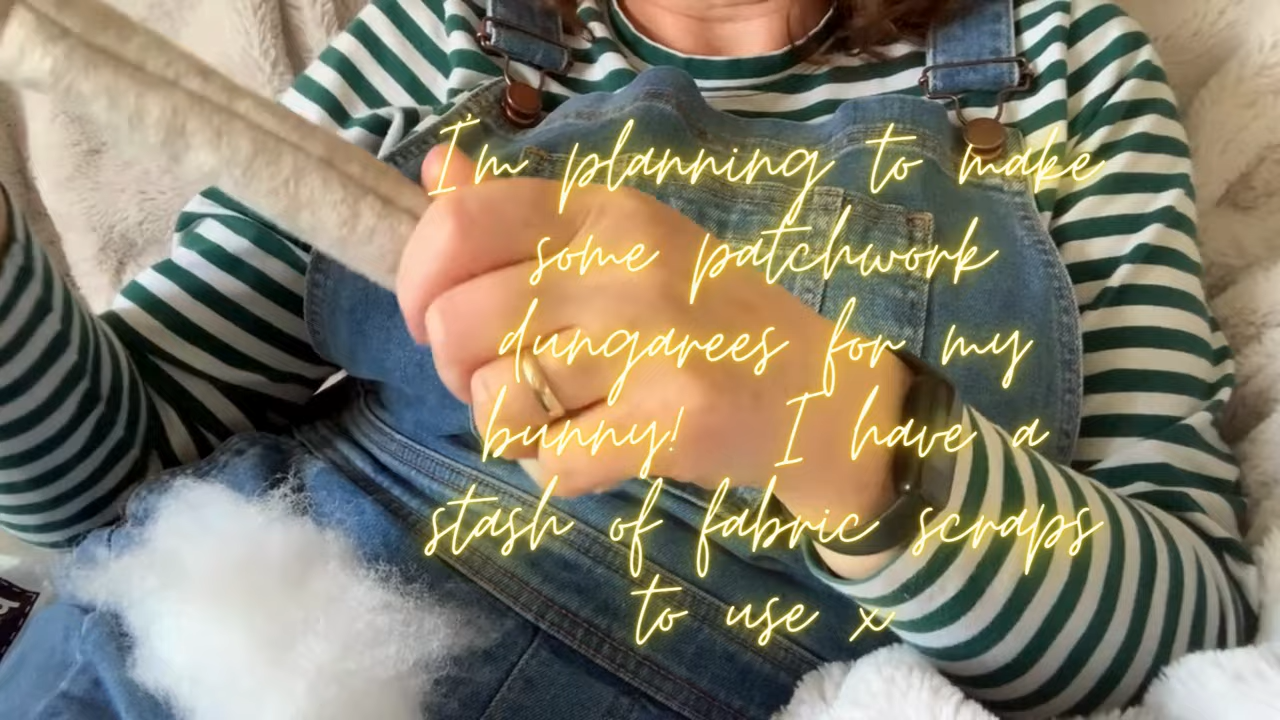 I'm planning to make
some patchwork
dungarees for my
bunny! I have a
stash of fabric scraps
to use x